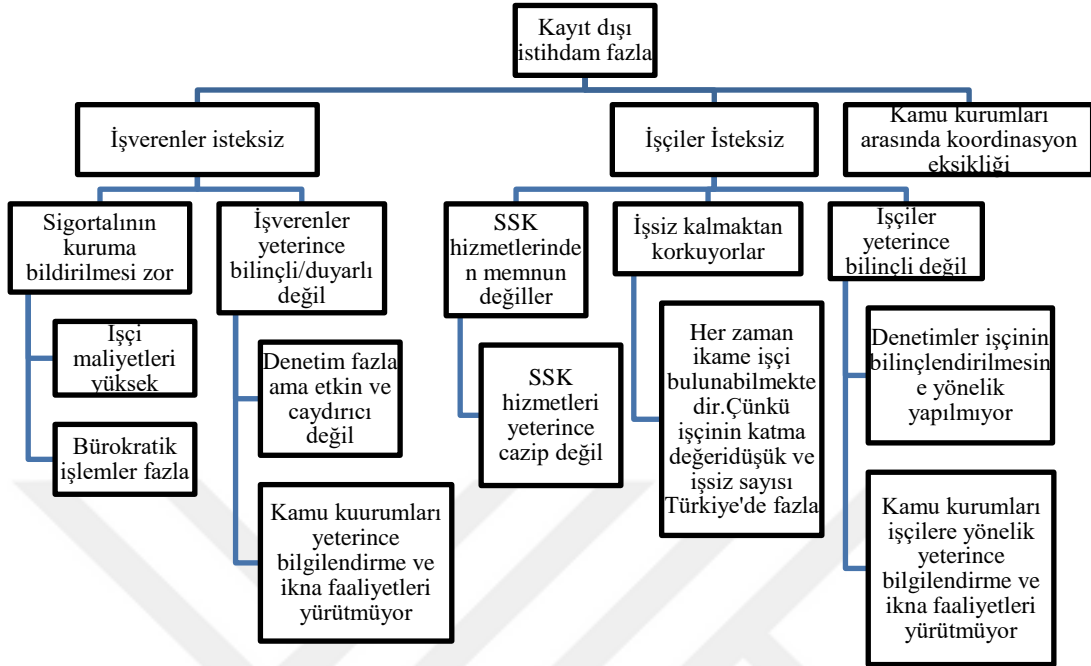 Kayıt dışı
istihdam fazla
İşverenler isteksiz
İşçiler İsteksiz
Kamu kurumları
arasında koordinasyon
eksikliği
Sigortalının
kuruma
bildirilmesi zor
İşverenler
yeterince
bilinçli/duyarlı
değil
SSK
hizmetlerinde
n memnun
değiller
İşsiz kalmaktan
korkuyorlar
Işçiler
yeterince
bilinçli değil
Işçi
maliyetleri
yüksek
Bürokratik
işlemler fazla
Denetim fazla
ama etkin ve
caydırıcı
değil
Kamu kuurumları
yeterince
bilgilendirme ve
ikna faaliyetleri
yürütmüyor
SSK
hizmetleri
yeterince
cazip değil
Her zaman
ikame işçi
bulunabilmekte
dir.Çünkü
işçinin katma
değeridüşük ve
işsiz sayısı
Türkiye'de fazla
Denetimler işçinin
bilinçlendirilmesin
e yönelik
yapılmıyor
Kamu kurumları
işçilere yönelik
yeterince
bilgilendirme ve
ikna faaliyetleri
yürütmüyor